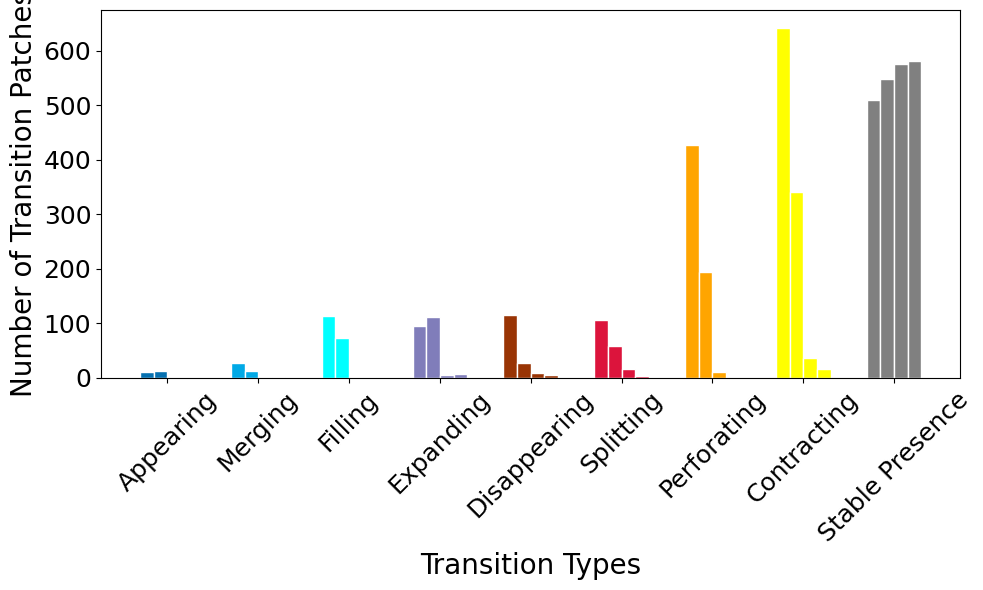 Number of Transition Patches
600
500
400
300
200
100
0
Appearing
Merging
Filling
Expanding
Disappearing
Splitting
Perforating
Contracting
Stable Presence
Transition Types